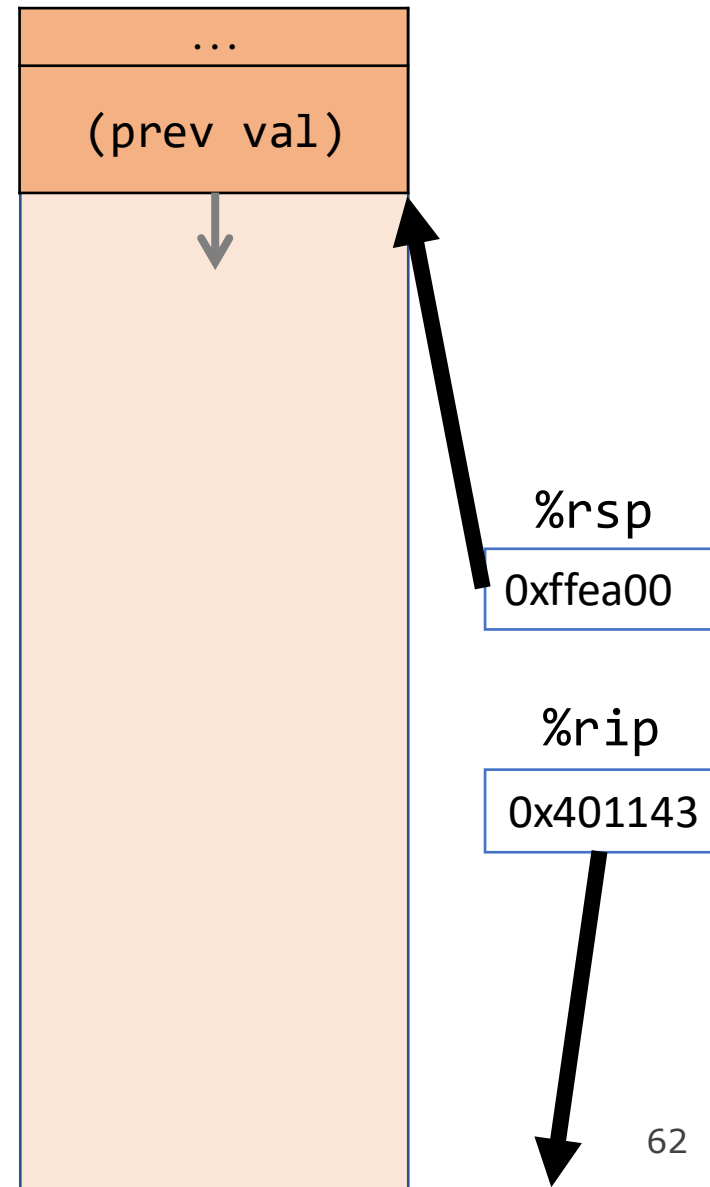 ...
(prev val)
%rsp
0xffea00
%rip
0x401143
62